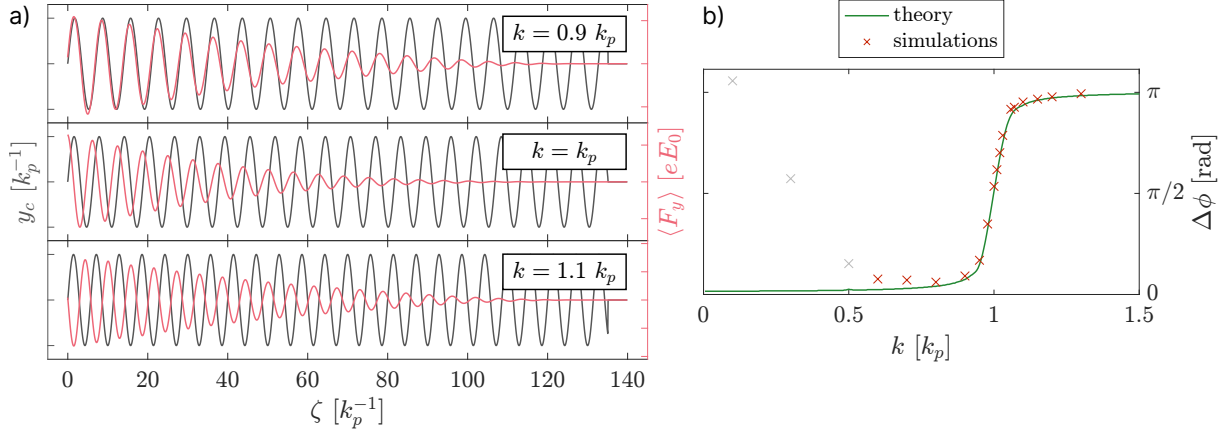 a)
k = 0.9 k_p
k = k_p
k = 1.1 k_p
y_c [k_p^{-1}]
⟨F_y⟩ [eE_0]
0 20 40 60 80 100 120 140
ζ [k_p^{-1}]
b)
theory
simulations
π
π/2
0
Δϕ [rad]
0 0.5 1 1.5
k [k_p]